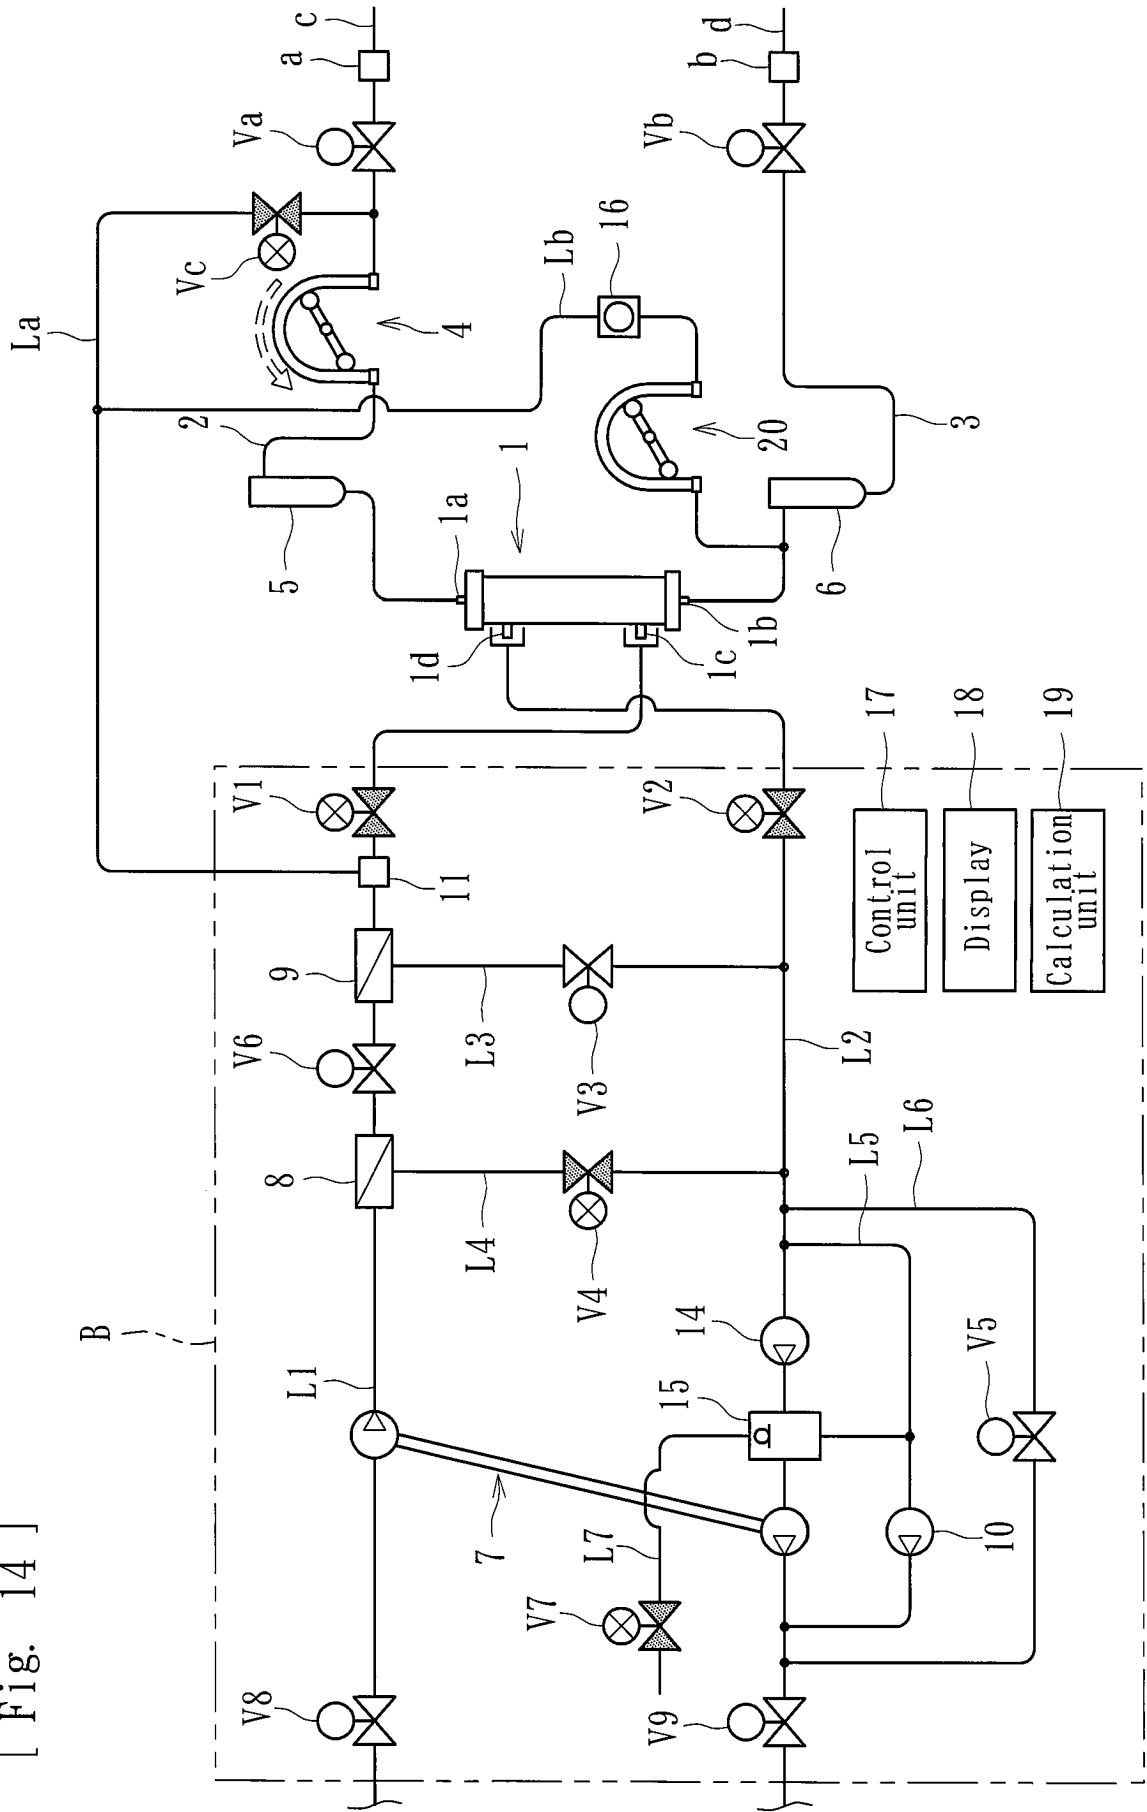 [ Fig. 14 ]
B
La
Vc
Va
a
c
2
5
4
Lb
16
1
1a
1d
1c
1b
20
6
3
Vb
b
d
V1
11
9
V6
8
L1
V8
L3
V3
L4
V4
V2
L2
L6
L5
14
15
7
L7
V7
V9
10
V5
17
18
19
Control
unit
Display
Calculation
unit